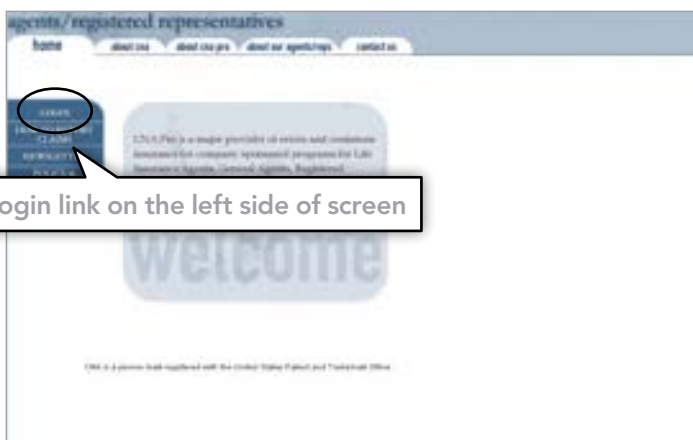 agents/registered representatives
home about cna about cna pro about our agents/reps contact us
LOGIN
CLAIM
NEWSLETTER
CNA Pro is a major provider of errors and omissions
insurance for company sponsored programs for Life
Insurance Agents, General Agents, Registered
ogin link on the left side of screen
welcome
CNA is a service mark registered with the United States Patent and Trademark Office